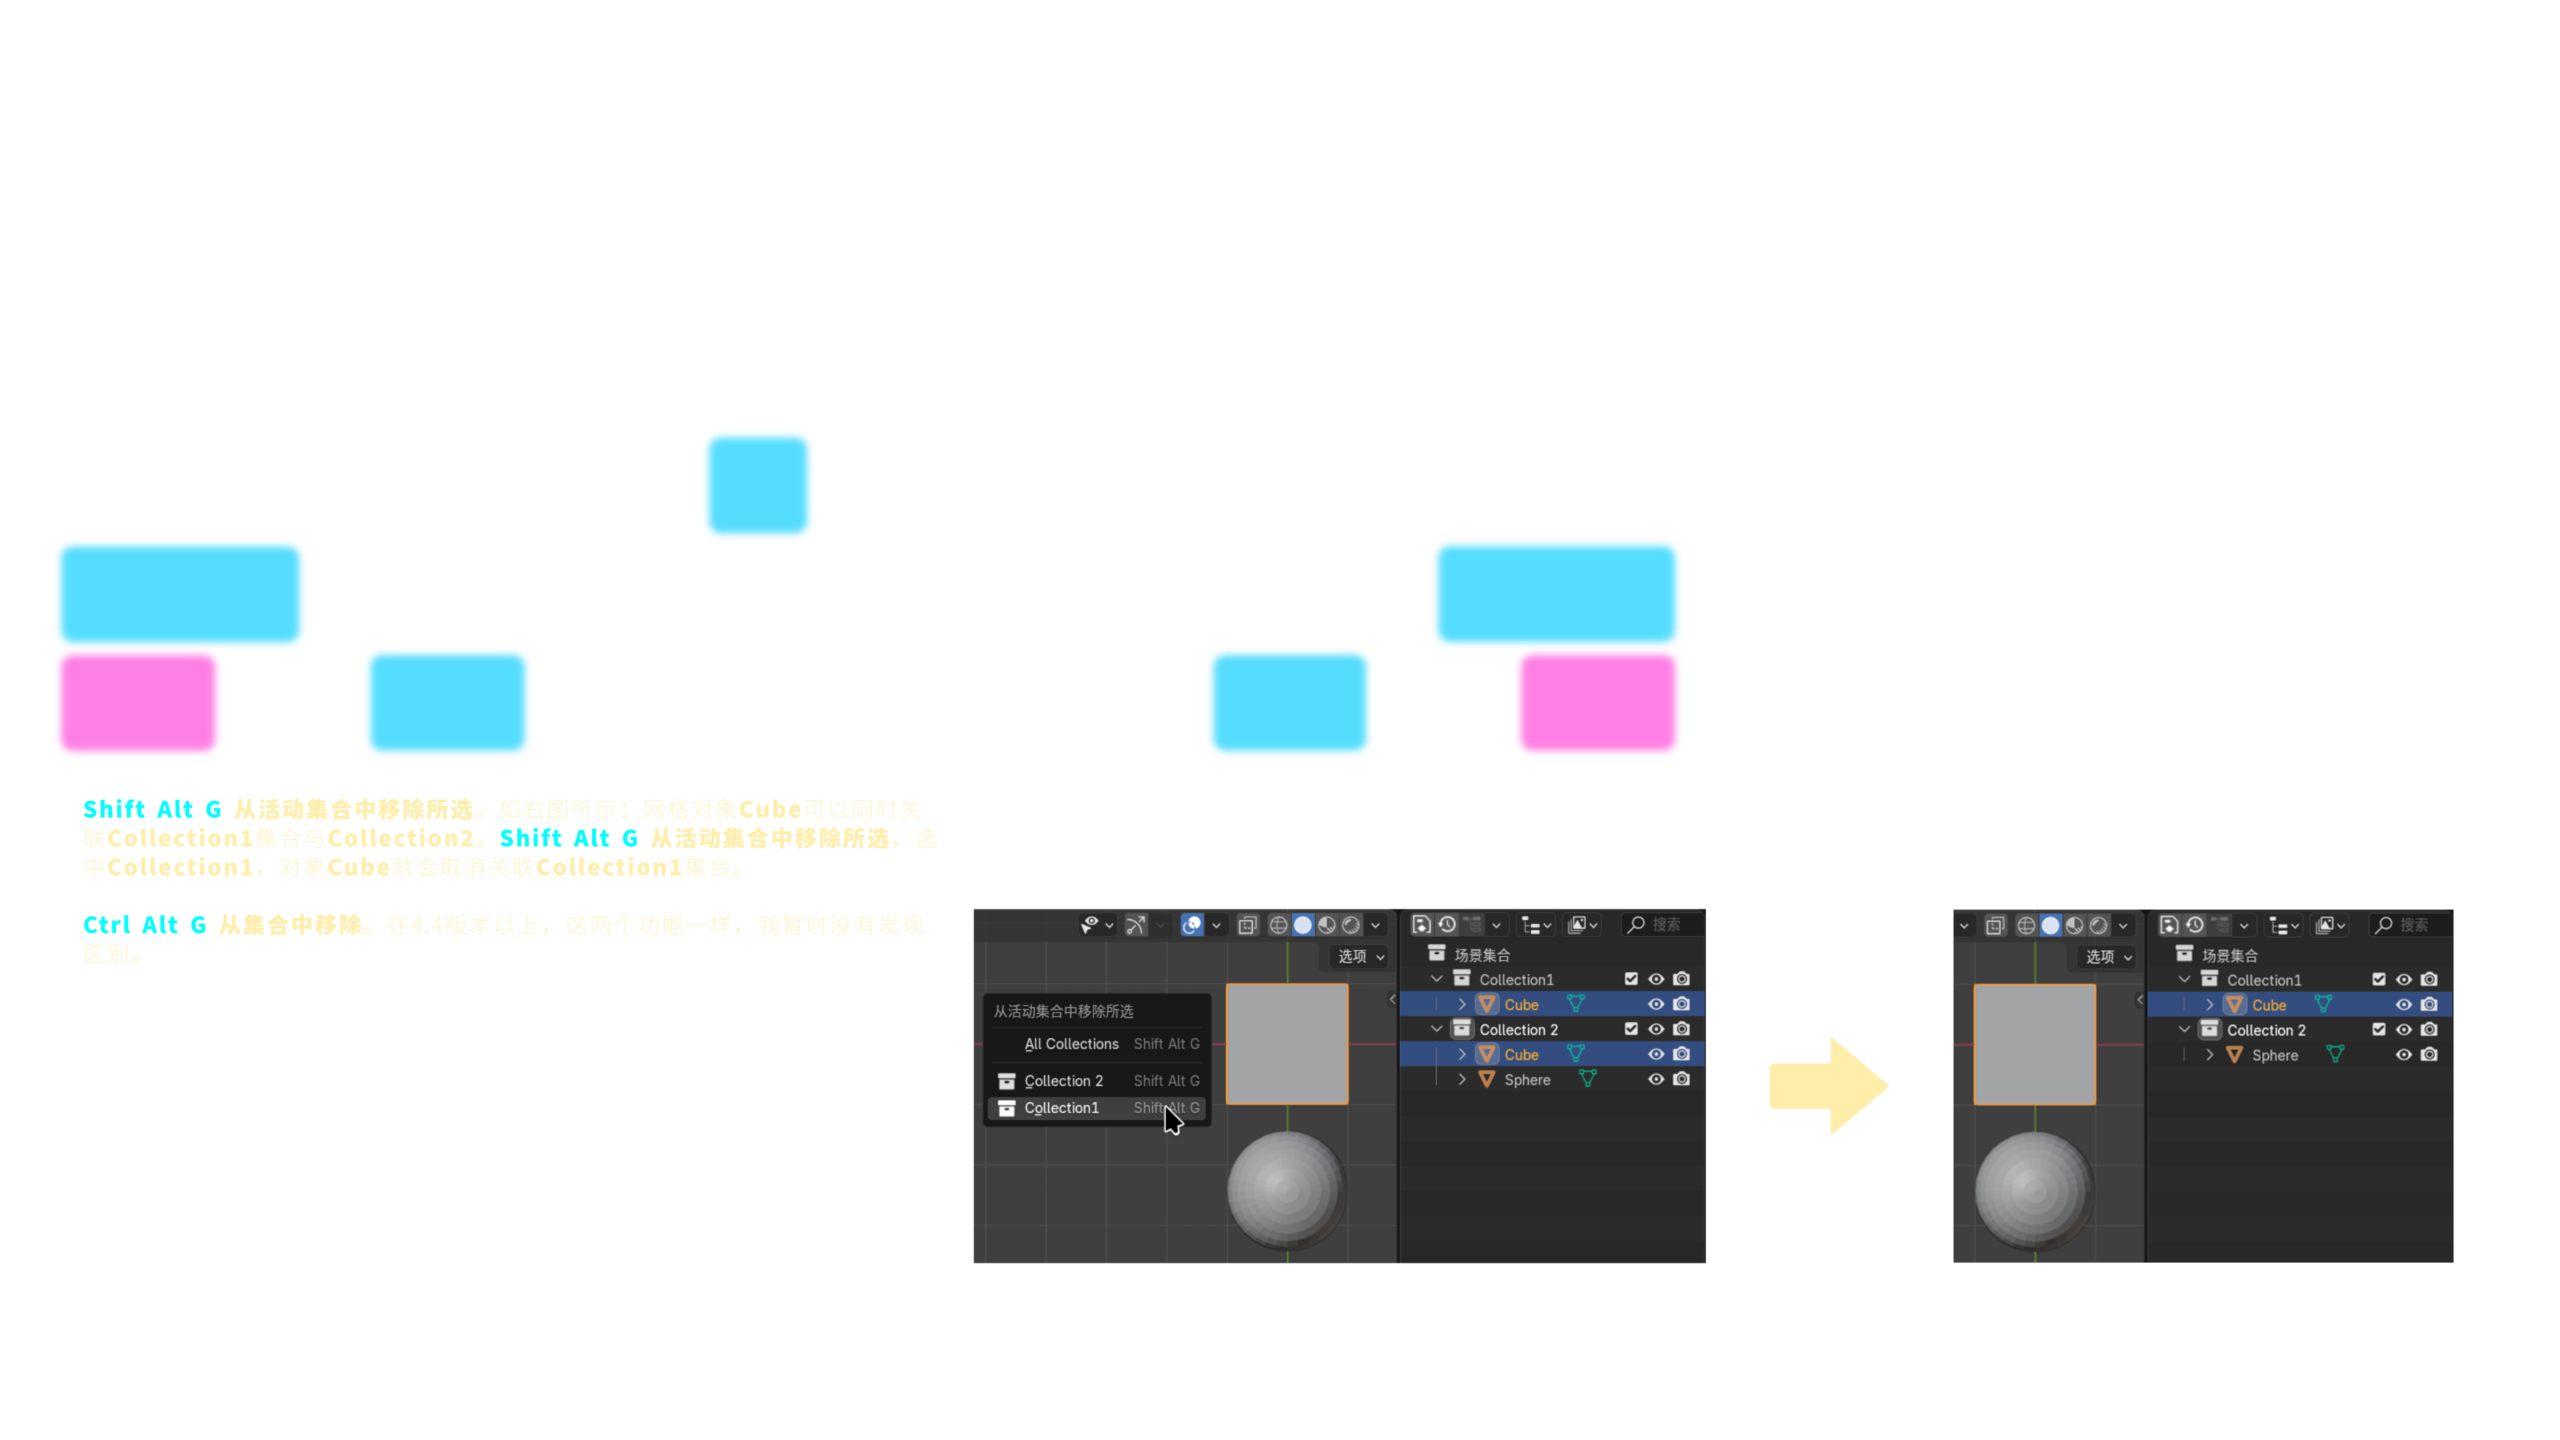 Shift Alt G 从活动集合中移除所选。如右图所示：网格对象Cube可以同时关
联Collection1集合与Collection2。Shift Alt G 从活动集合中移除所选，选
中Collection1，对象Cube就会取消关联Collection1集合。
Ctrl Alt G 从集合中移除。在4.4版本以上，这两个功能一样，我暂时没有发现
区别。
搜索
选项
场景集合
Collection1
Cube
Collection 2
Cube
Sphere
从活动集合中移除所选
All Collections Shift Alt G
Collection 2 Shift Alt G
Collection1 Shift Alt G
搜索
选项
场景集合
Collection1
Cube
Collection 2
Sphere